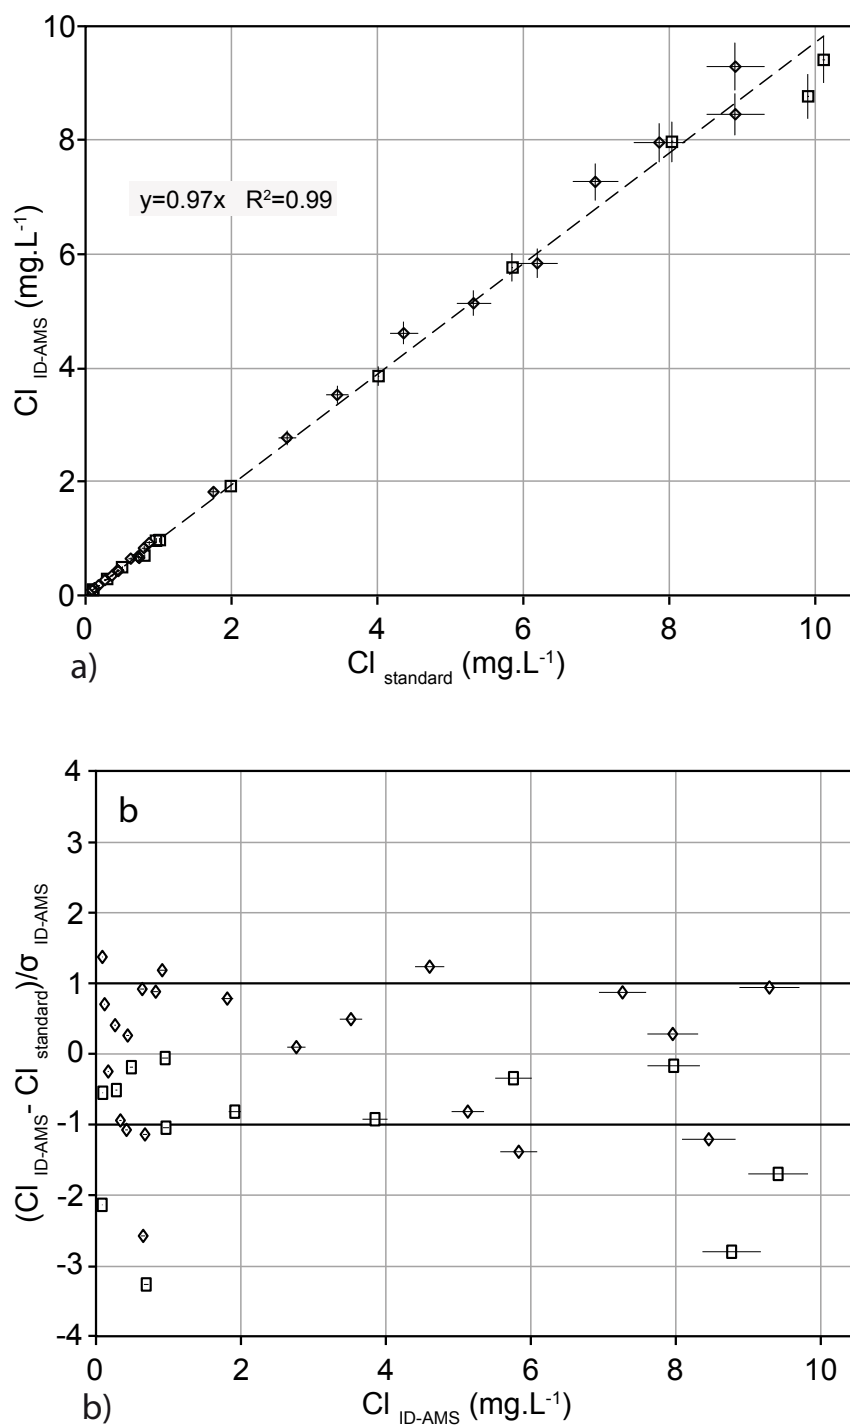 10
8
6
4
2
0
Cl ID-AMS (mg.L-1)
y=0.97x R2=0.99
0 2 4 6 8 10
Cl standard (mg.L-1)
a)
4
3
2
1
0
-1
-2
-3
-4
(Cl ID-AMS - Cl standard)/σ ID-AMS
b
0 2 4 6 8 10
Cl ID-AMS (mg.L-1)
b)